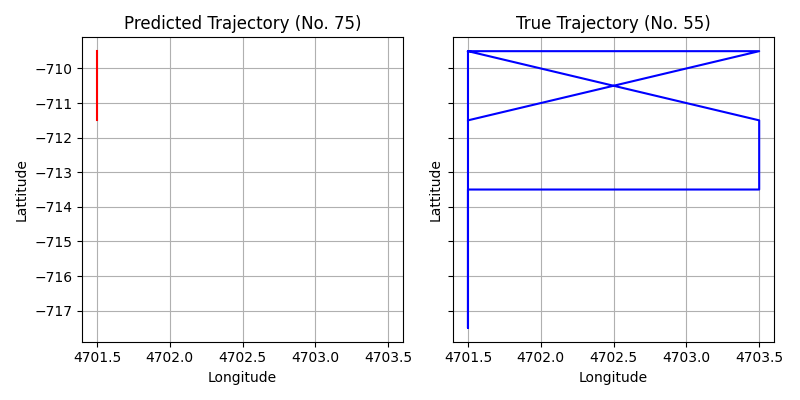 Predicted Trajectory (No. 75)
True Trajectory (No. 55)
Lattitude
−710
−711
−712
−713
−714
−715
−716
−717
4701.5 4702.0 4702.5 4703.0 4703.5
Longitude
Lattitude
4701.5 4702.0 4702.5 4703.0 4703.5
Longitude